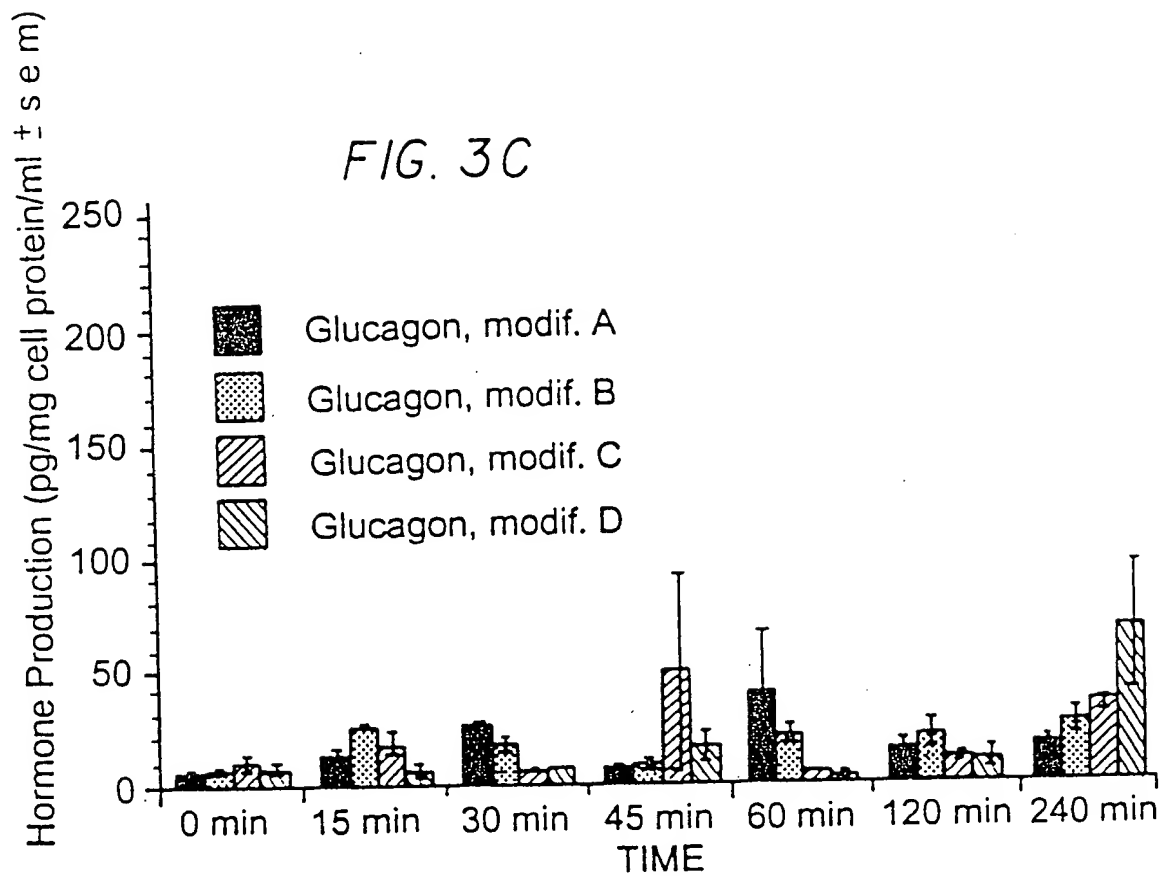 FIG. 3C
Hormone Production (pg/mg cell protein/ml ± s e m)
250
200
150
100
50
0
Glucagon, modif. A
Glucagon, modif. B
Glucagon, modif. C
Glucagon, modif. D
0 min 15 min 30 min 45 min 60 min 120 min 240 min
TIME